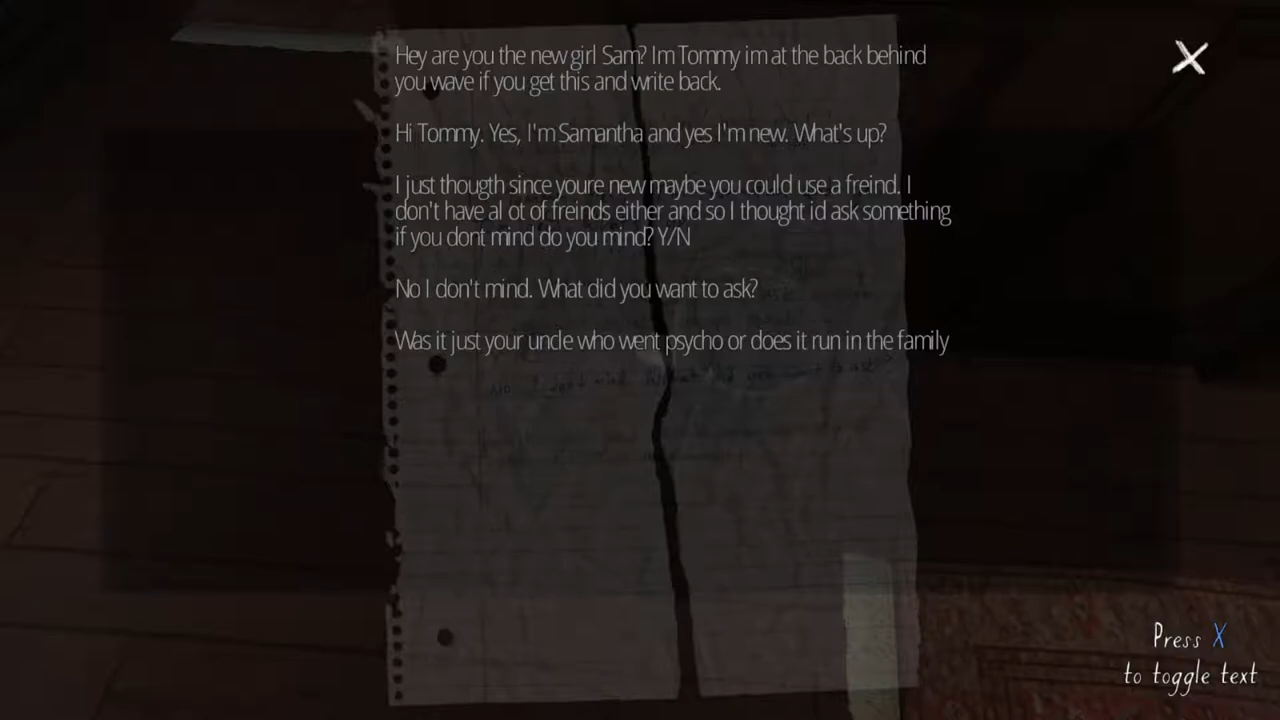 Hey are you the new girl Sam? Im Tommy im at the back behind
you wave if you get this and write back.
Hi Tommy. Yes, I'm Samantha and yes I'm new. What's up?
I just thougth since youre new maybe you could use a freind. I
don't have al ot of freinds either and so I thought id ask something
if you dont mind do you mind? Y/N
No I don't mind. What did you want to ask?
Was it just your uncle who went psycho or does it run in the family
Press X
to toggle text